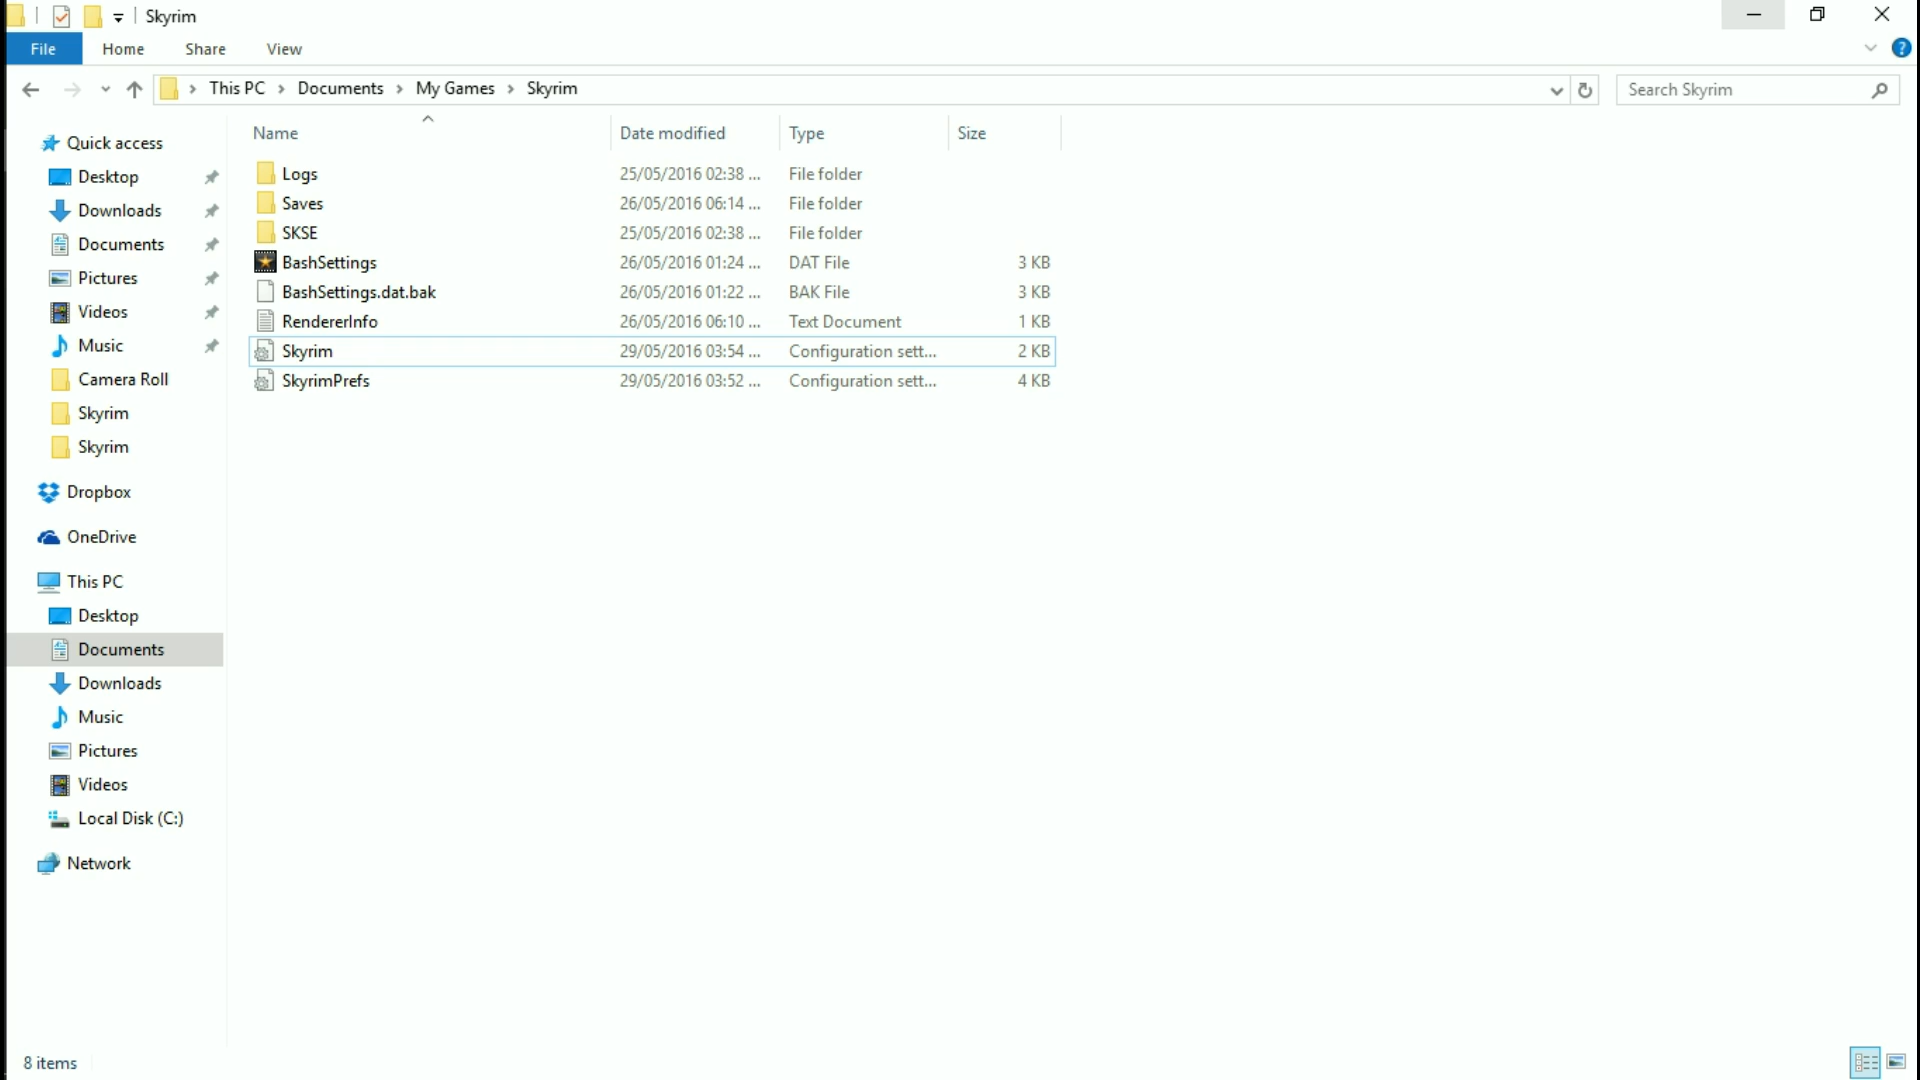 Skyrim
File Home Share View
This PC Documents My Games Skyrim
Search Skyrim
Name Date modified Type Size
Quick access
Desktop
Downloads
Documents
Pictures
Videos
Music
Camera Roll
Skyrim
Skyrim
Dropbox
OneDrive
This PC
Desktop
Documents
Downloads
Music
Pictures
Videos
Local Disk (C:)
Network
Logs 25/05/2016 02:38 ... File folder
Saves 26/05/2016 06:14 ... File folder
SKSE 25/05/2016 02:38 ... File folder
BashSettings 26/05/2016 01:24 ... DAT File 3 KB
BashSettings.dat.bak 26/05/2016 01:22 ... BAK File 3 KB
RendererInfo 26/05/2016 06:10 ... Text Document 1 KB
Skyrim 29/05/2016 03:54 ... Configuration sett... 2 KB
SkyrimPrefs 29/05/2016 03:52 ... Configuration sett... 4 KB
8 items